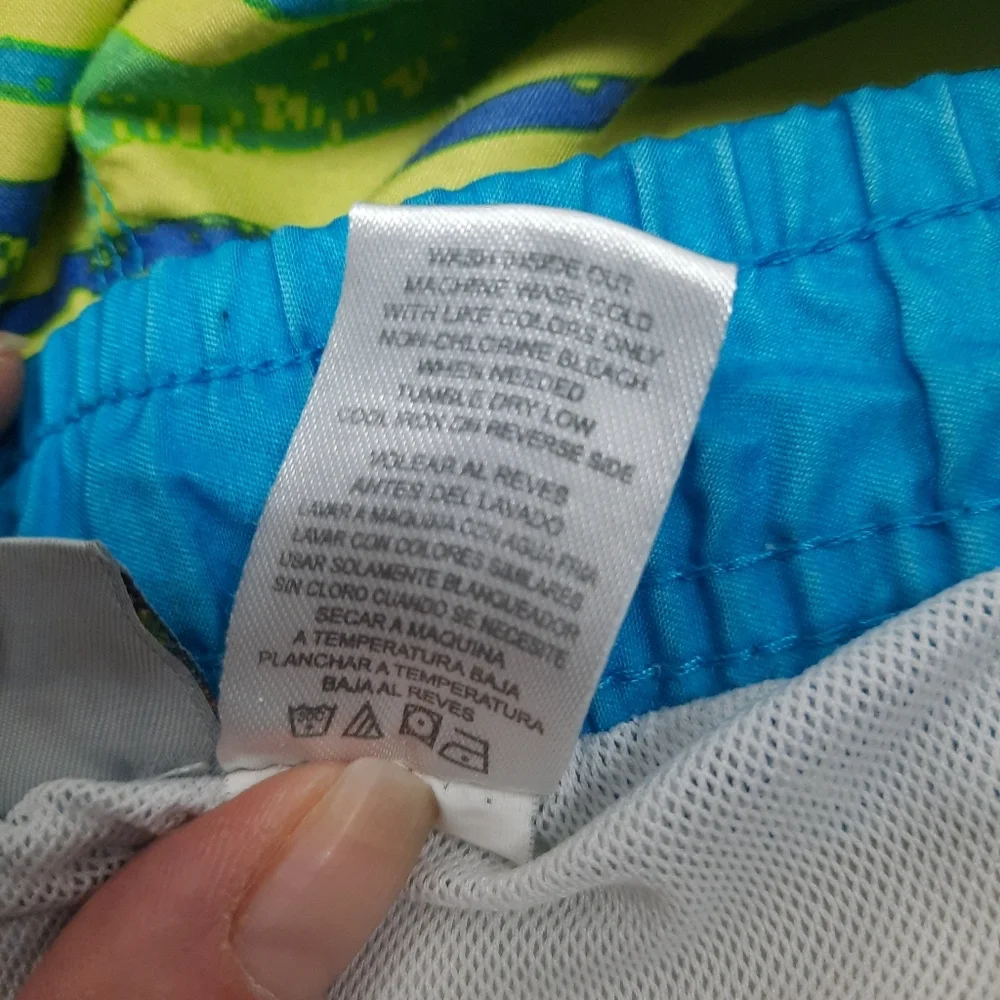 WASH INSIDE OUT
MACHINE WASH COLD
WITH LIKE COLORS ONLY
NON-CHLORINE BLEACH
WHEN NEEDED
TUMBLE DRY LOW
COOL IRON ON REVERSE SIDE
VOLEAR AL REVES
ANTES DEL LAVADO
LAVAR A MAQUINA CON AGUA FRIA
LAVAR CON COLORES SIMILARES
USAR SOLAMENTE BLANQUEADOR
SIN CLORO CUANDO SE NECESITE
SECAR A MAQUINA
A TEMPERATURA BAJA
PLANCHAR A TEMPERATURA
BAJA AL REVES